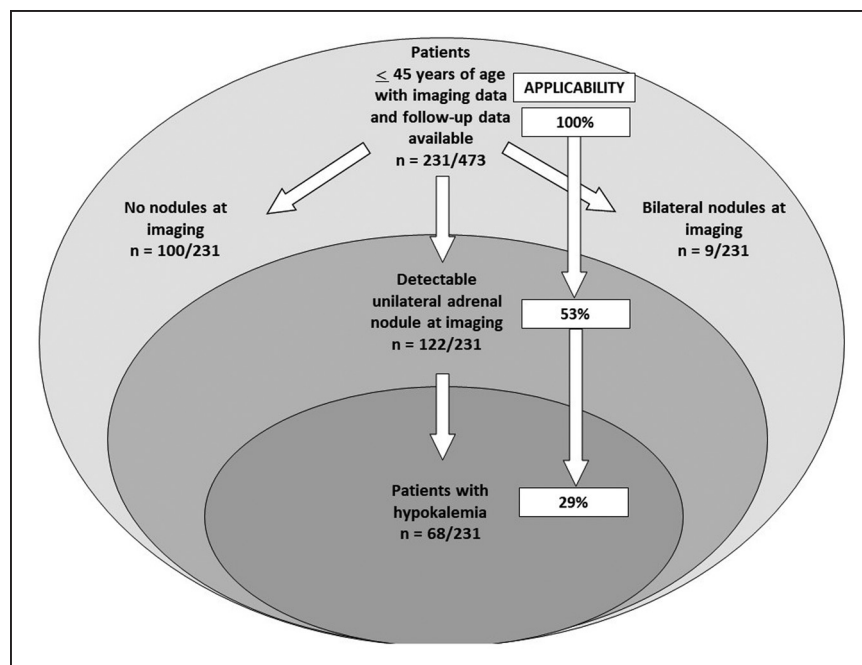 Patients
≤ 45 years of age
with imaging data
and follow-up data
available
n = 231/473
APPLICABILITY
100%
No nodules at
imaging
n = 100/231
Bilateral nodules at
imaging
n = 9/231
Detectable
unilateral adrenal
nodule at imaging
n = 122/231
53%
Patients with
hypokalemia
n = 68/231
29%